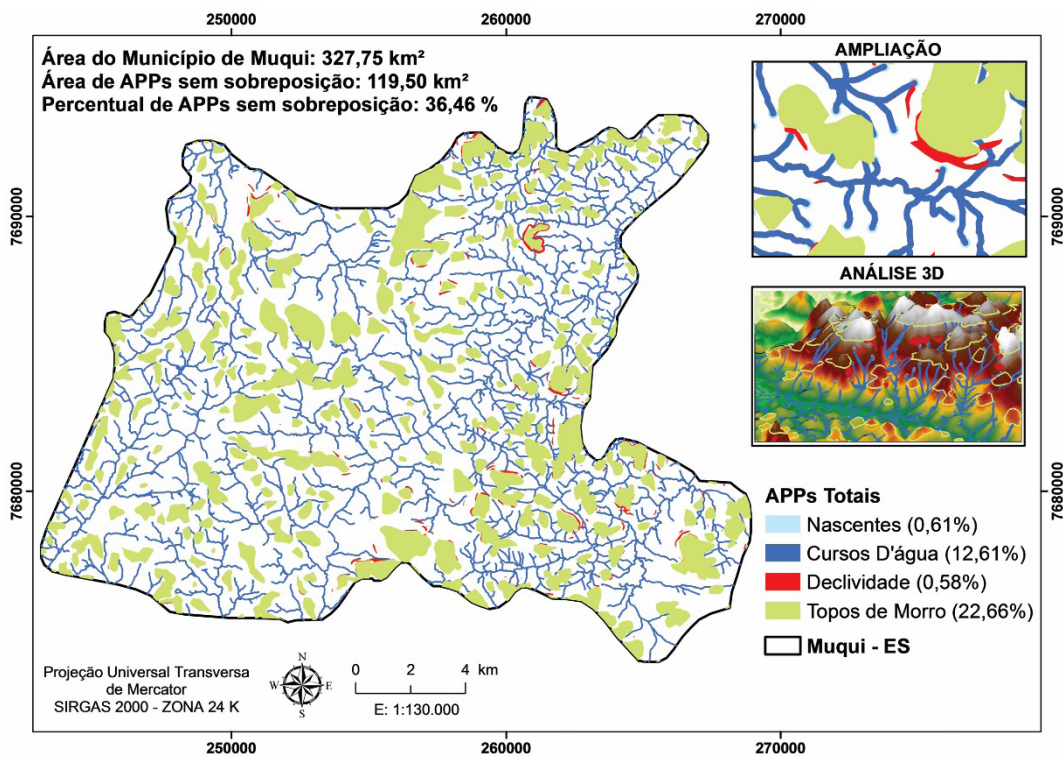 250000
260000
270000
Área do Município de Muqui: 327,75 km²
Área de APPs sem sobreposição: 119,50 km²
Percentual de APPs sem sobreposição: 36,46 %
AMPLIAÇÃO
7690000
7690000
ANÁLISE 3D
7680000
7680000
APPs Totais
Nascentes (0,61%)
Cursos D'água (12,61%)
Declividade (0,58%)
Topos de Morro (22,66%)
Muqui - ES
Projeção Universal Transversa
de Mercator
SIRGAS 2000 - ZONA 24 K
N
W
E
S
0 2 4 km
E: 1:130.000
250000
260000
270000